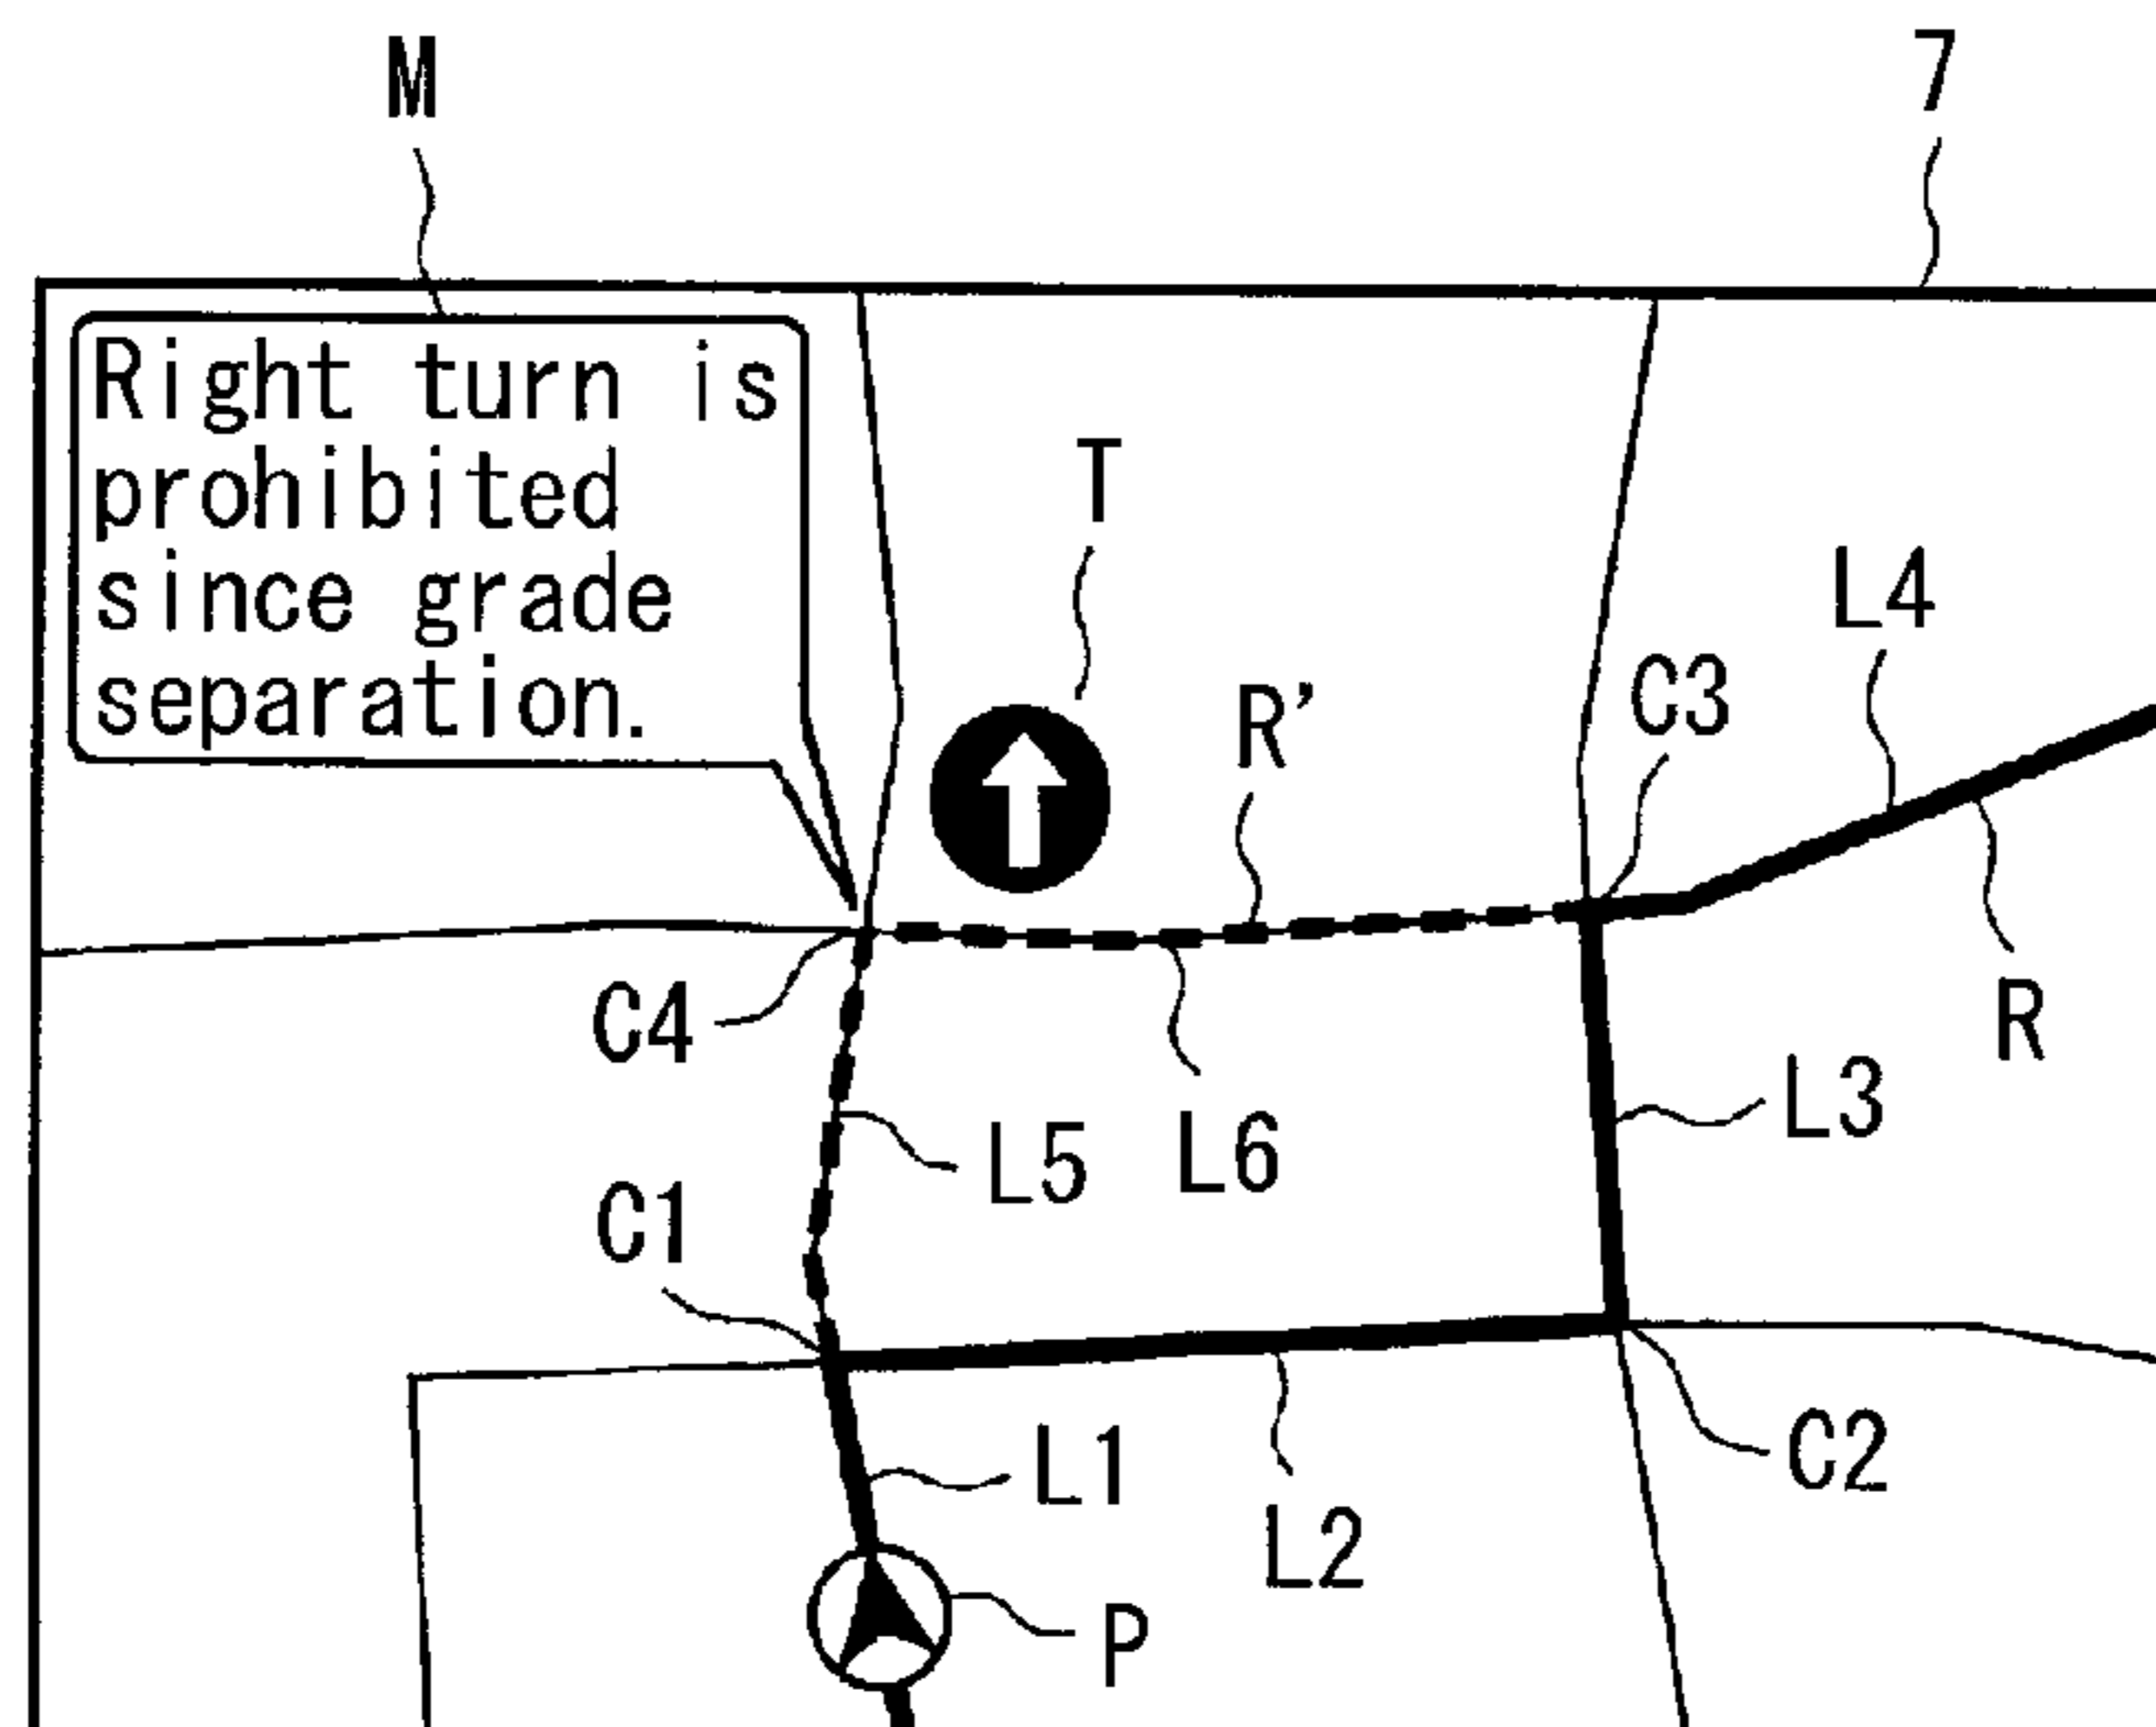 M
7
Right turn is
prohibited
since grade
separation.
T
L4
C3
R'
C4
R
L3
L5
L6
C1
L1
C2
L2
P